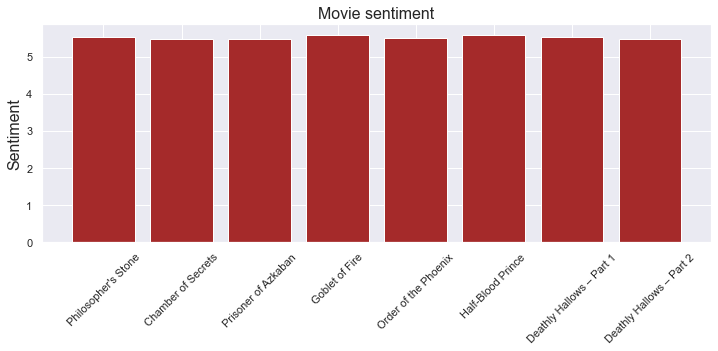 Movie sentiment
Sentiment
5
4
3
2
1
0
Philosopher's Stone
Chamber of Secrets
Prisoner of Azkaban
Goblet of Fire
Order of the Phoenix
Half-Blood Prince
Deathly Hallows – Part 1
Deathly Hallows – Part 2